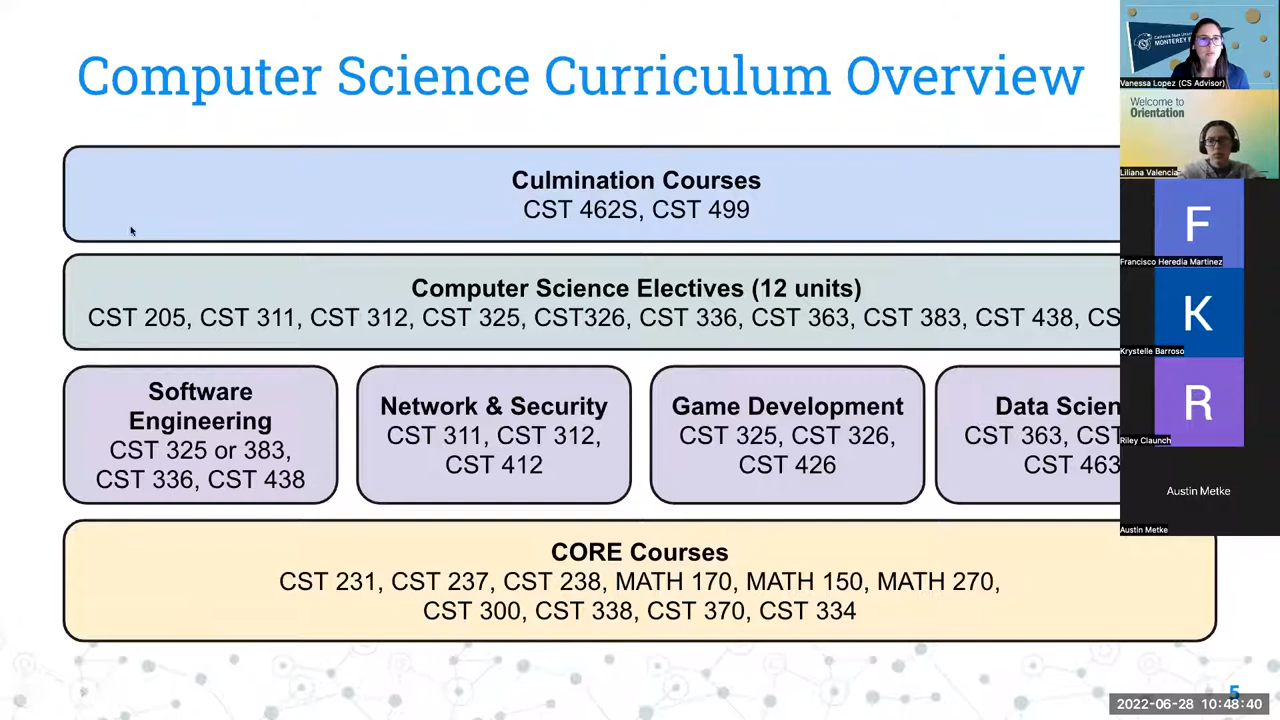 Computer Science Curriculum Overview
Culmination Courses
CST 462S, CST 499
Computer Science Electives (12 units)
CST 205, CST 311, CST 312, CST 325, CST326, CST 336, CST 363, CST 383, CST 438, CS
Software
Engineering
CST 325 or 383,
CST 336, CST 438
Network & Security
CST 311, CST 312,
CST 412
Game Development
CST 325, CST 326,
CST 426
Data Scien
CST 363, CST
CST 463
CORE Courses
CST 231, CST 237, CST 238, MATH 170, MATH 150, MATH 270,
CST 300, CST 338, CST 370, CST 334
MONTEREY
Vanessa Lopez (CS Advisor)
Welcome to
Orientation
Liliana Valencia
F
Francisco Heredia Martinez
K
Krystelle Barroso
R
Riley Claunch
Austin Metke
Austin Metke
5
2022-06-28 10:48:40